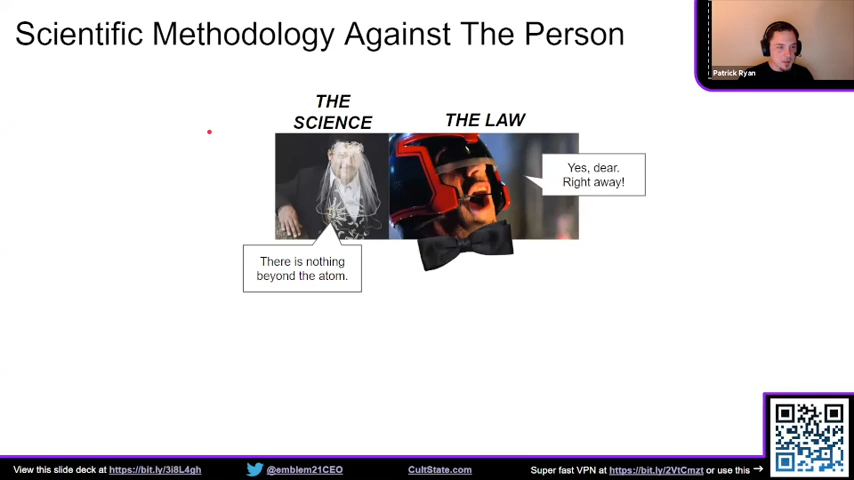 Scientific Methodology Against The Person
Patrick Ryan
THE
SCIENCE
THE LAW
Yes, dear.
Right away!
There is nothing
beyond the atom.
View this slide deck at https://bit.ly/3i8L4gh
@emblem21CEO
CultState.com
Super fast VPN at https://bit.ly/2VtCmzt or use this →